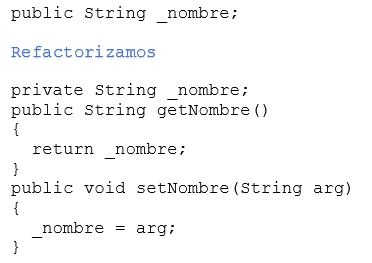 public String _nombre;
Refactorizamos
private String _nombre;
public String getNombre()
{
return _nombre;
}
public void setNombre(String arg)
{
_nombre = arg;
}